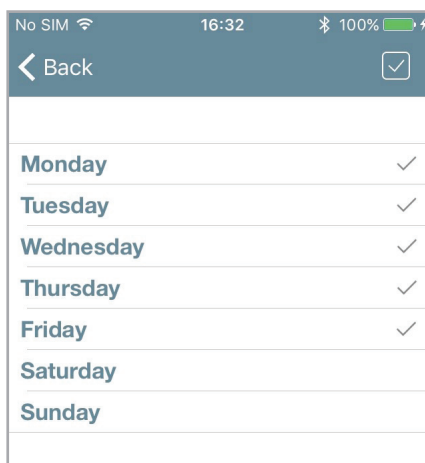 No SIM 16:32 100%
Back
Monday
Tuesday
Wednesday
Thursday
Friday
Saturday
Sunday